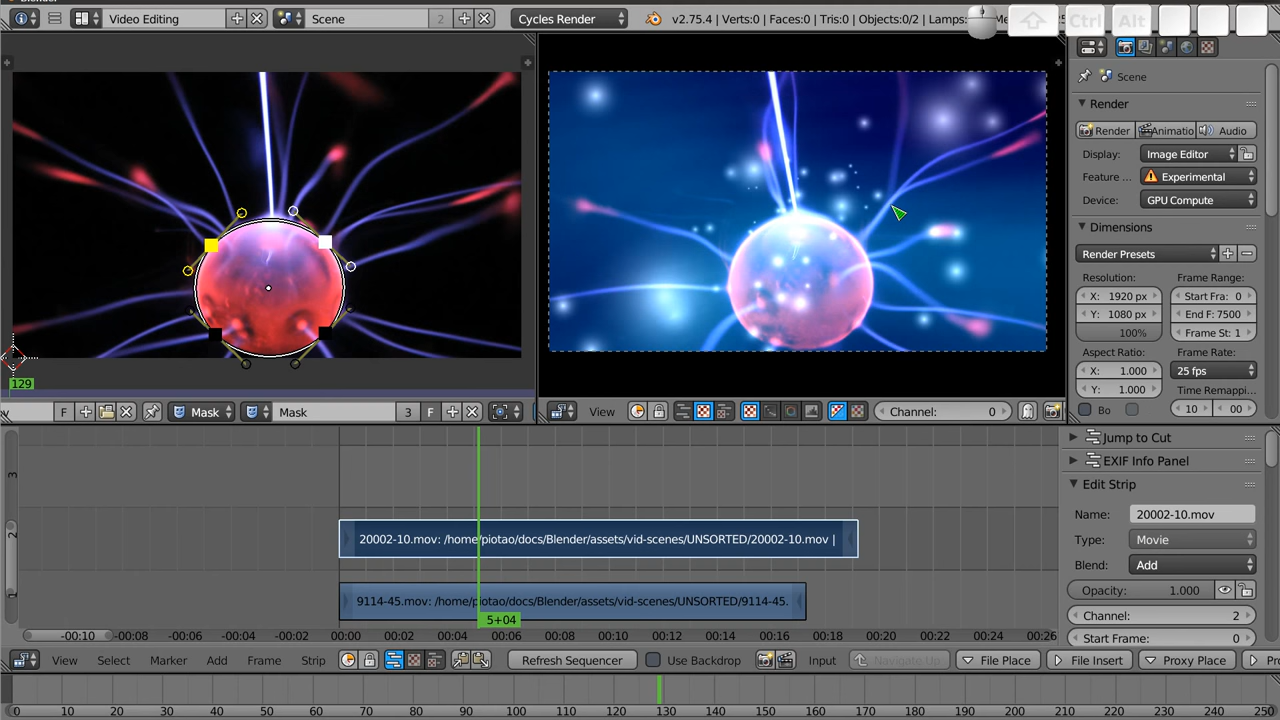 Blender
Video Editing
Scene
2
Cycles Render
v2.75.4 | Verts:0 | Faces:0 | Tris:0 | Objects:0/2 | Lamps:
Ctrl
Alt
Scene
Render
Render
Animatio
Audio
Display:
Image Editor
Feature ...
Experimental
Device:
GPU Compute
Dimensions
Render Presets
Resolution:
Frame Range:
X: 1920 px
Start Fra: 0
Y: 1080 px
End F: 7500
100%
Frame St: 1
Aspect Ratio:
Frame Rate:
X: 1.000
25 fps
Y: 1.000
Time Remappi...
Bo
10
00
129
F
Mask
Mask
3
F
View
Channel: 0
3
2
1
20002-10.mov: /home/piotao/docs/Blender/assets/vid-scenes/UNSORTED/20002-10.mov |
9114-45.mov: /home/piotao/docs/Blender/assets/vid-scenes/UNSORTED/9114-45.
5+04
-00:10 -00:08 -00:06 -00:04 -00:02 00:00 00:02 00:04 00:06 00:08 00:10 00:12 00:14 00:16 00:18 00:20 00:22 00:24 00:26
Jump to Cut
EXIF Info Panel
Edit Strip
Name: 20002-10.mov
Type: Movie
Blend: Add
Opacity: 1.000
Channel: 2
Start Frame: 0
View Select Marker Add Frame Strip
Refresh Sequencer
Use Backdrop
Input
Navigate Up
File Place
File Insert
Proxy Place
0 10 20 30 40 50 60 70 80 90 100 110 120 130 140 150 160 170 180 190 200 210 220 230 240 250